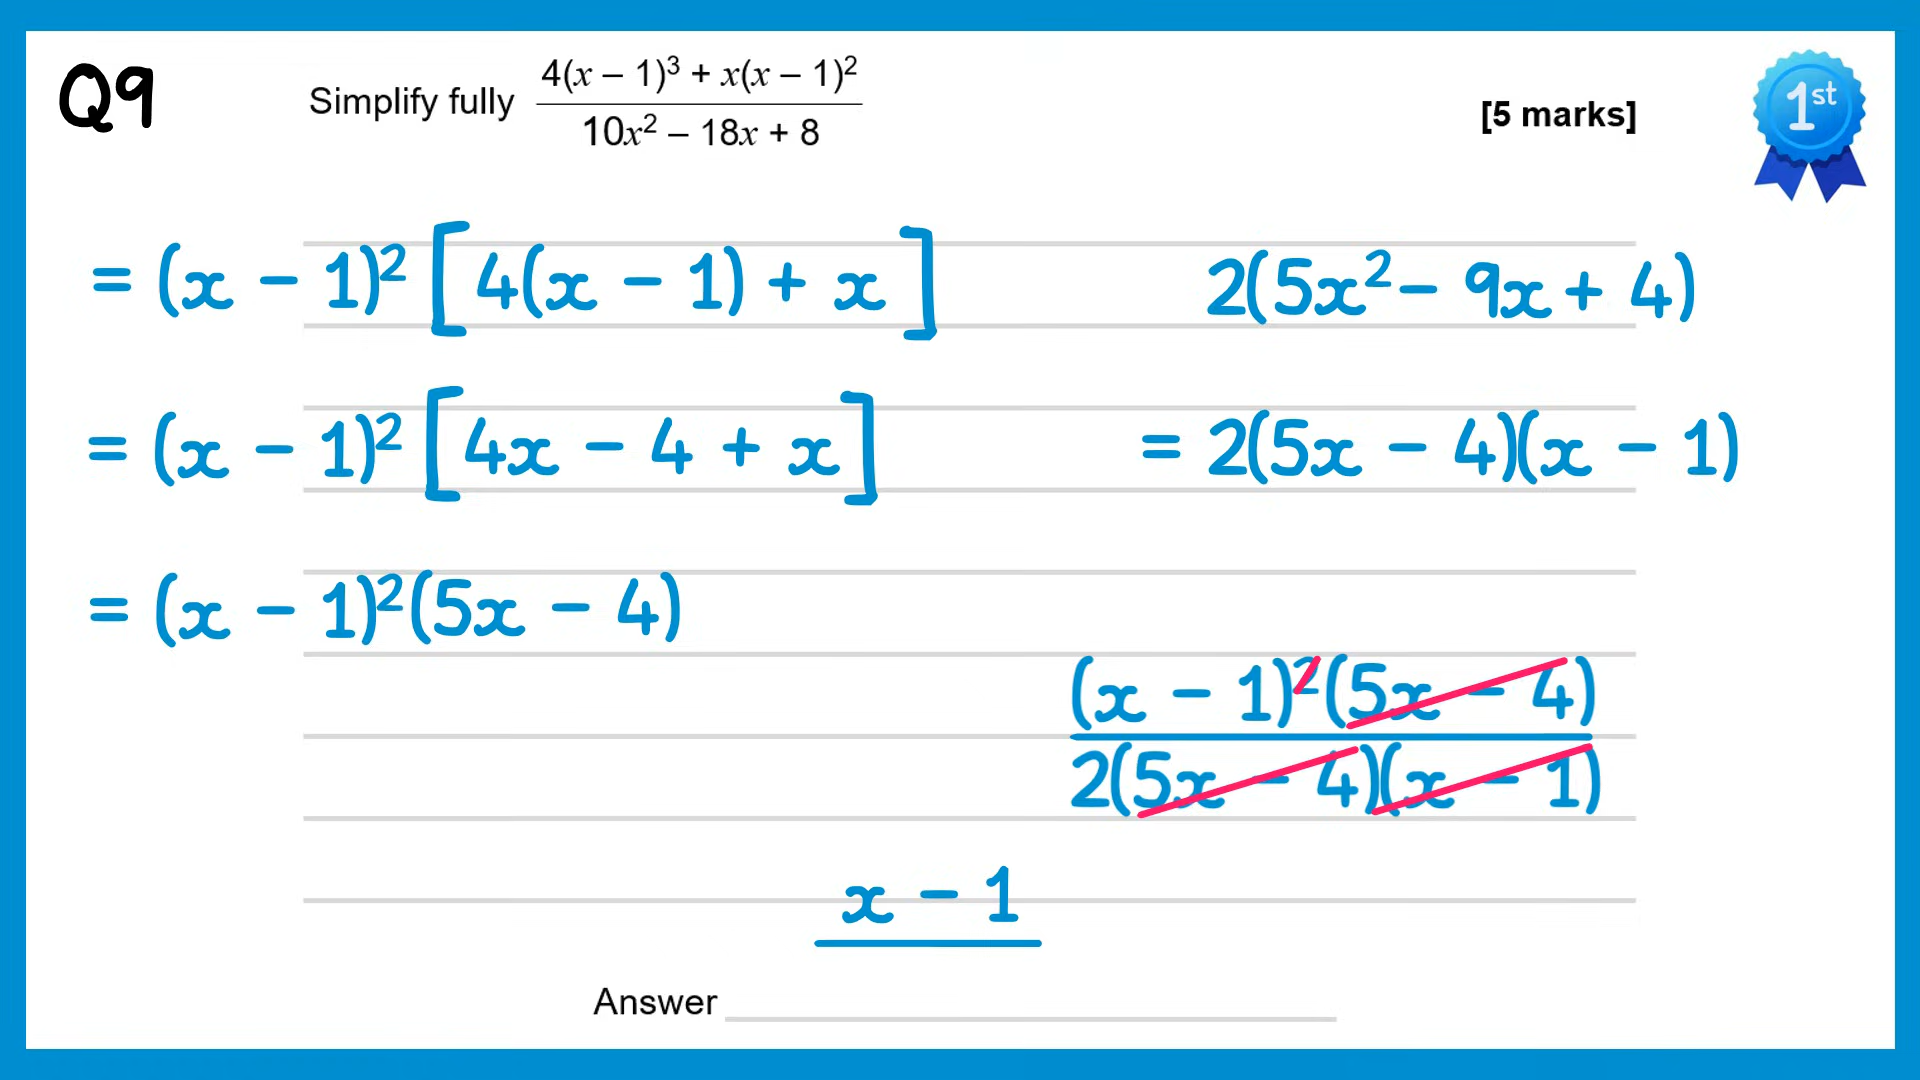 Q9
Simplify fully (4(x – 1)³ + x(x – 1)²) / (10x² – 18x + 8)
[5 marks]
1st
= (x – 1)² [4(x – 1) + x]
2(5x² – 9x + 4)
= (x – 1)² [4x – 4 + x]
= 2(5x – 4)(x – 1)
= (x – 1)²(5x – 4)
(x – 1)²(5x – 4)
2(5x – 4)(x – 1)
x – 1
Answer